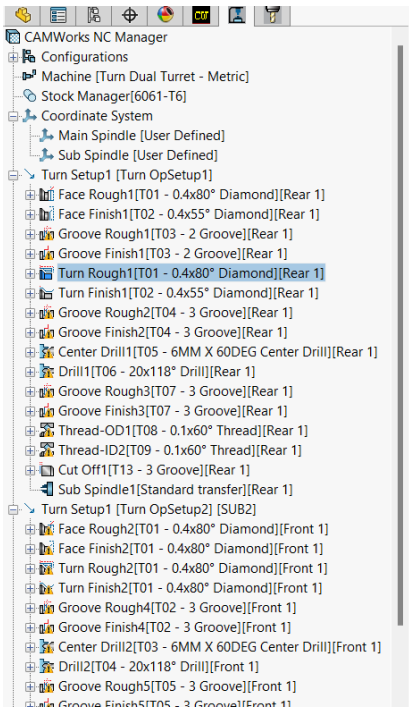 CGT
CAMWorks NC Manager
Configurations
Machine [Turn Dual Turret - Metric]
Stock Manager[6061-T6]
Coordinate System
Main Spindle [User Defined]
Sub Spindle [User Defined]
Turn Setup1 [Turn OpSetup1]
Face Rough1[T01 - 0.4x80° Diamond][Rear 1]
Face Finish1[T02 - 0.4x55° Diamond][Rear 1]
Groove Rough1[T03 - 2 Groove][Rear 1]
Groove Finish1[T03 - 2 Groove][Rear 1]
Turn Rough1[T01 - 0.4x80° Diamond][Rear 1]
Turn Finish1[T02 - 0.4x55° Diamond][Rear 1]
Groove Rough2[T04 - 3 Groove][Rear 1]
Groove Finish2[T04 - 3 Groove][Rear 1]
Center Drill1[T05 - 6MM X 60DEG Center Drill][Rear 1]
Drill1[T06 - 20x118° Drill][Rear 1]
Groove Rough3[T07 - 3 Groove][Rear 1]
Groove Finish3[T07 - 3 Groove][Rear 1]
Thread-OD1[T08 - 0.1x60° Thread][Rear 1]
Thread-ID2[T09 - 0.1x60° Thread][Rear 1]
Cut Off1[T13 - 3 Groove][Rear 1]
Sub Spindle1[Standard transfer][Rear 1]
Turn Setup1 [Turn OpSetup2] [SUB2]
Face Rough2[T01 - 0.4x80° Diamond][Front 1]
Face Finish2[T01 - 0.4x80° Diamond][Front 1]
Turn Rough2[T01 - 0.4x80° Diamond][Front 1]
Turn Finish2[T01 - 0.4x80° Diamond][Front 1]
Groove Rough4[T02 - 3 Groove][Front 1]
Groove Finish4[T02 - 3 Groove][Front 1]
Center Drill2[T03 - 6MM X 60DEG Center Drill][Front 1]
Drill2[T04 - 20x118° Drill][Front 1]
Groove Rough5[T05 - 3 Groove][Front 1]
Groove Finish5[T05 - 3 Groove][Front 1]